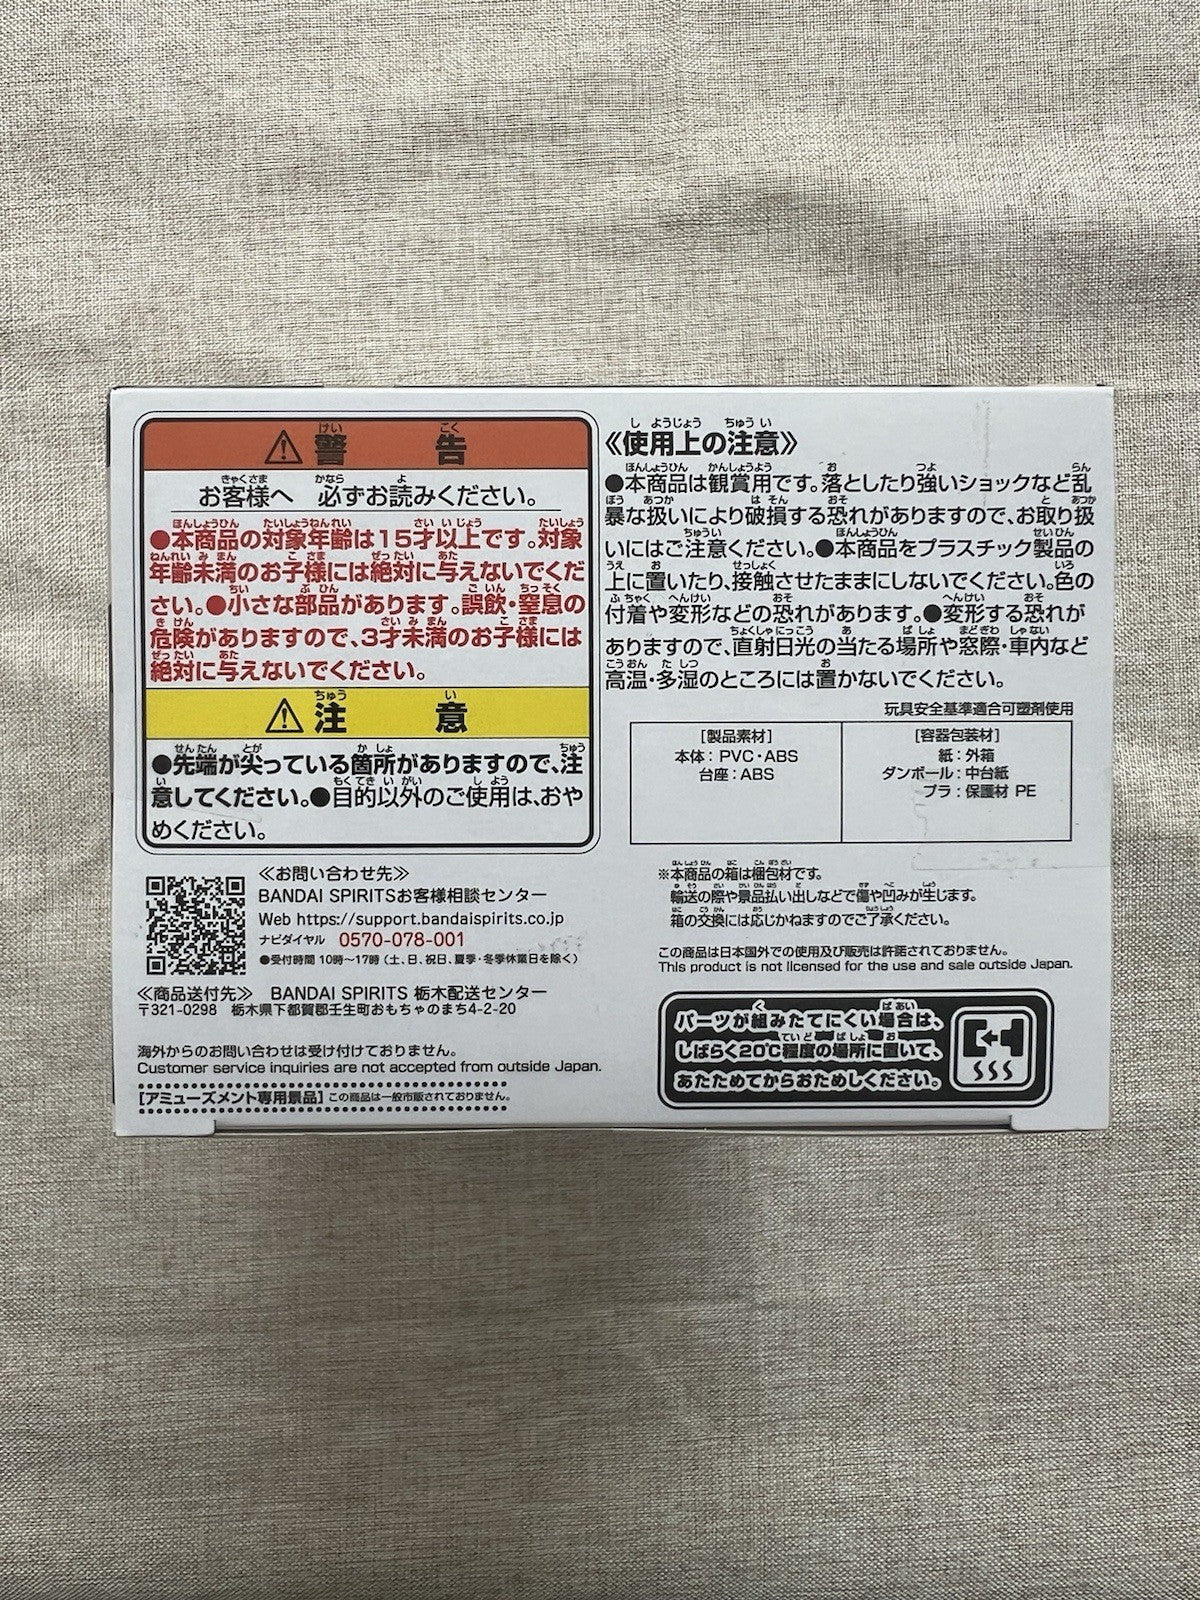 警告
お客様へ 必ずお読みください。
●本商品の対象年齢は15才以上です。対象
年齢未満のお子様には絶対に与えないでくだ
さい。●小さな部品があります。誤飲・窒息の
危険がありますので、3才未満のお子様には
絶対に与えないでください。
注意
●先端が尖っている箇所がありますので、注
意してください。●目的以外のご使用は、おや
めください。
≪お問い合わせ先≫
BANDAI SPIRITSお客様相談センター
Web https://support.bandaispirits.co.jp
ナビダイヤル 0570-078-001
●受付時間 10時〜17時（土、日、祝日、夏季・冬季休業日を除く）
≪商品送付先≫ BANDAI SPIRITS 栃木配送センター
〒321-0298 栃木県下都賀郡壬生町おもちゃのまち4-2-20
海外からのお問い合わせは受け付けておりません。
Customer service inquiries are not accepted from outside Japan.
[アミューズメント専用景品] この商品は一般市販されておりません。
≪使用上の注意≫
●本商品は観賞用です。落としたり強いショックなど乱
暴な扱いにより破損する恐れがありますので、お取り扱
いにはご注意ください。●本商品をプラスチック製品の
上に置いたり、接触させたままにしないでください。色の
付着や変形などの恐れがあります。●変形する恐れが
ありますので、直射日光の当たる場所や窓際・車内など
高温・多湿のところには置かないでください。
玩具安全基準適合可塑剤使用
[製品素材]
本体：PVC・ABS
台座：ABS
[容器包装材]
紙：外箱
ダンボール：中台紙
プラ：保護材 PE
※本商品の箱は梱包材です。
輸送の際や景品払い出しなどで傷や凹みが生じます。
箱の交換には応じかねますのでご了承ください。
この商品は日本国外での使用及び販売は許諾されておりません。
This product is not licensed for the use and sale outside Japan.
パーツが組みたてにくい場合は、
しばらく20℃程度の場所に置いて、
あたためてからおためしください。